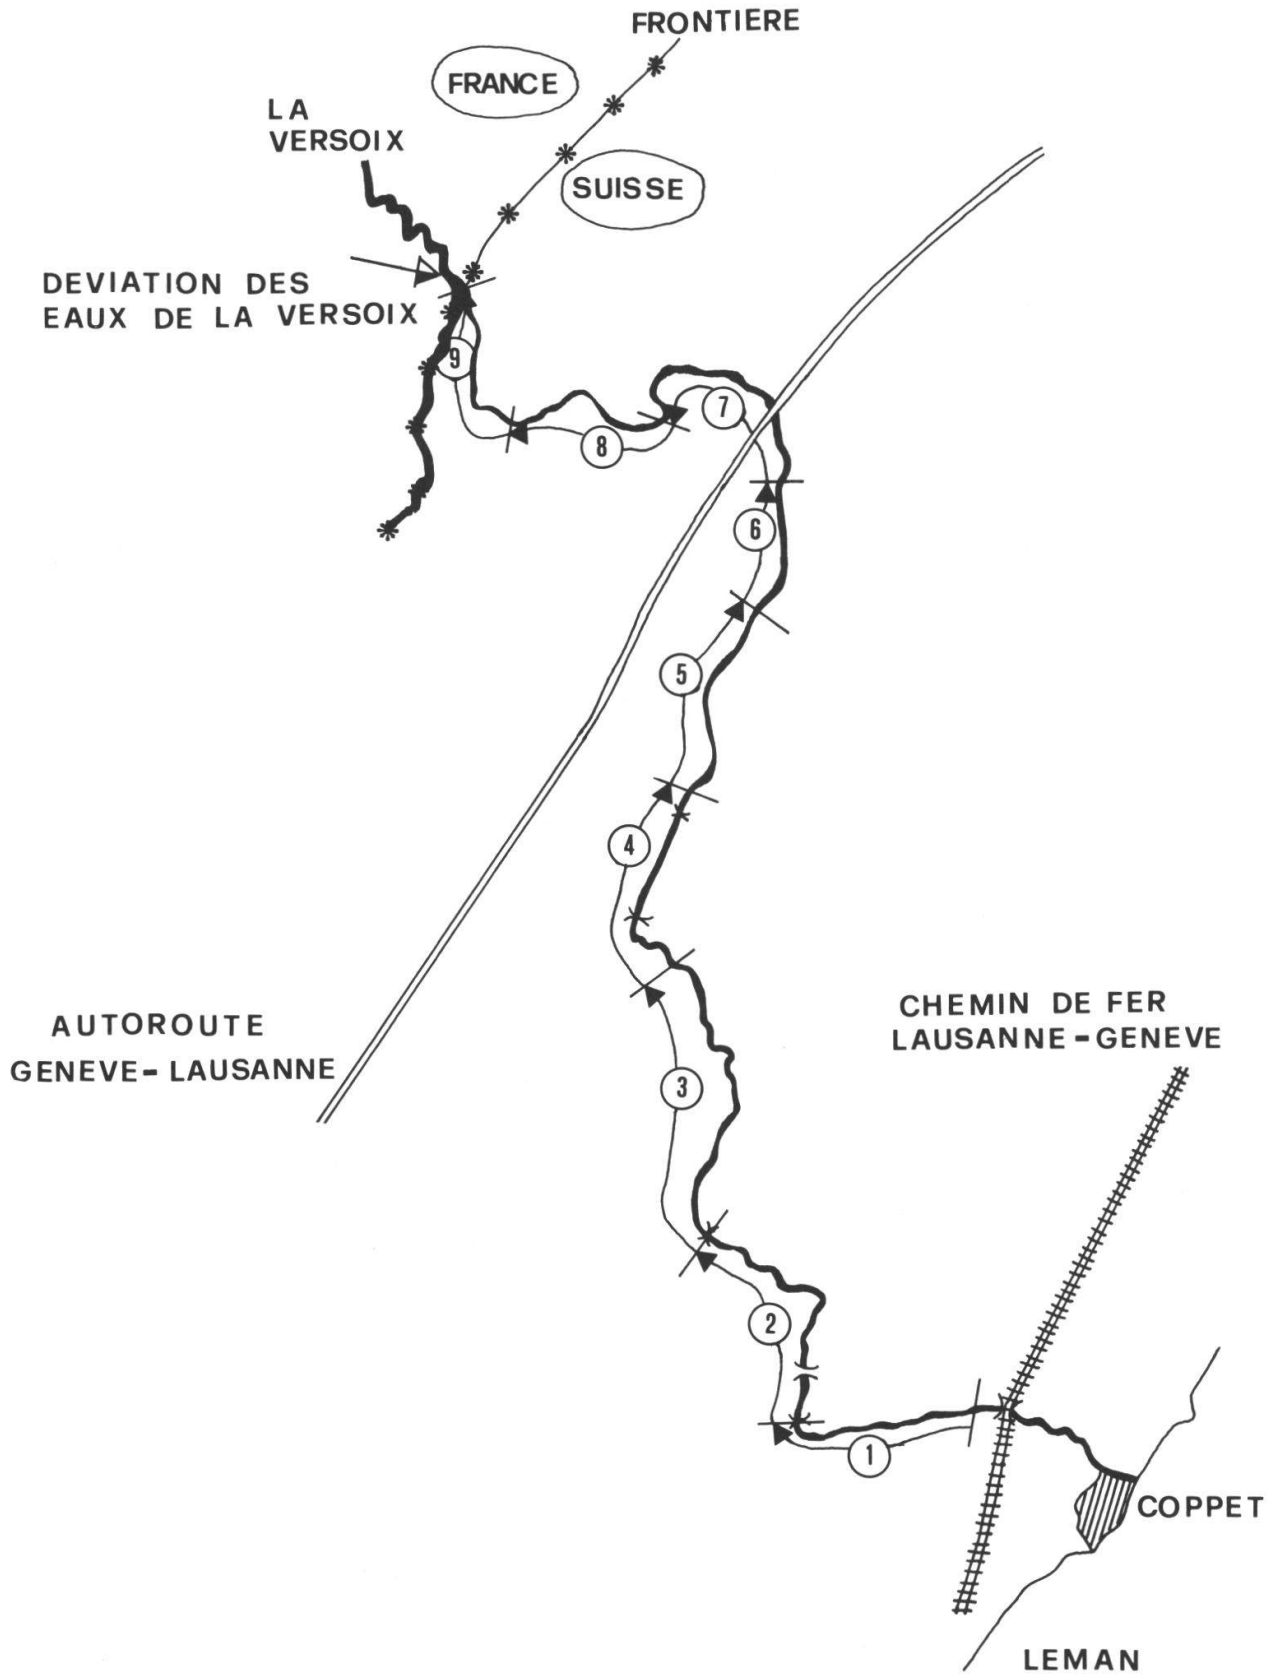 FRONTIERE
FRANCE
LA
VERSOIX
SUISSE
DEVIATION DES
EAUX DE LA VERSOIX
9
7
8
6
5
4
AUTOROUTE
GENEVE-LAUSANNE
CHEMIN DE FER
LAUSANNE-GENEVE
3
2
1
COPPET
LEMAN